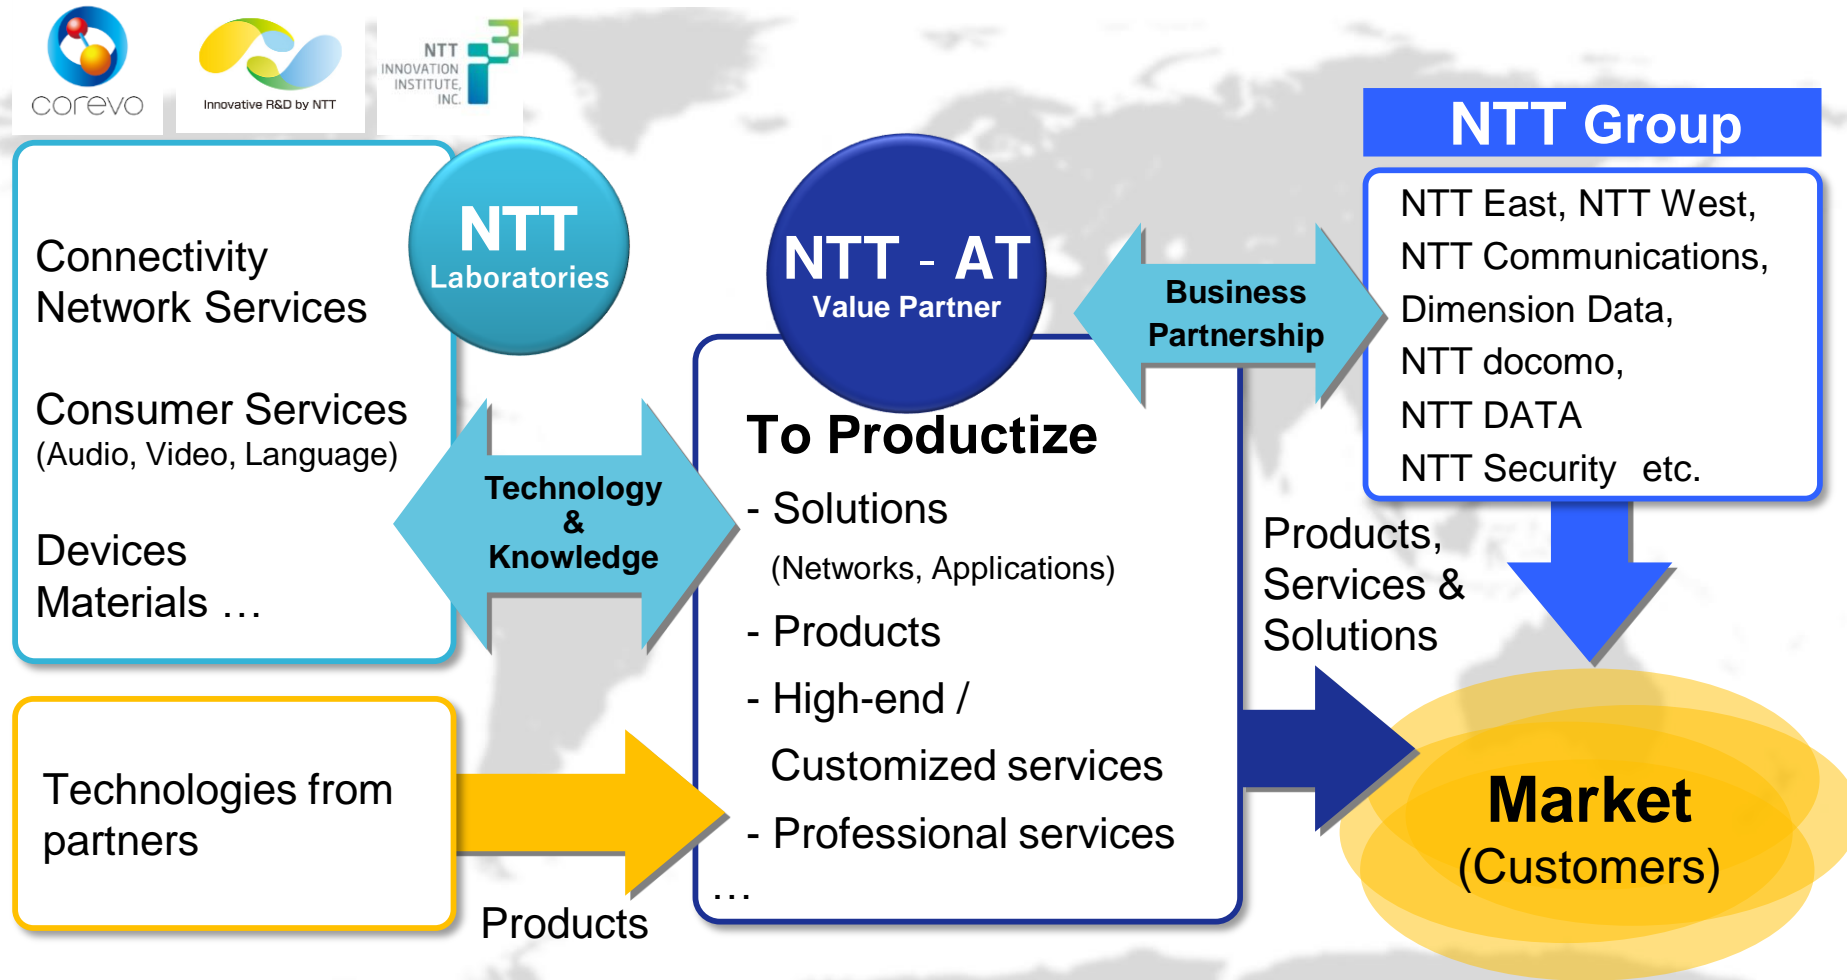 corevo
Innovative R&D by NTT
NTT
INNOVATION
INSTITUTE,
INC.
3
NTT
Laboratories
Connectivity
Network Services
Consumer Services
(Audio, Video, Language)
Devices
Materials …
Technology
&
Knowledge
Technologies from
partners
Products
NTT - AT
Value Partner
To Productize
- Solutions
(Networks, Applications)
- Products
- High-end /
Customized services
- Professional services
…
Business
Partnership
NTT Group
NTT East, NTT West,
NTT Communications,
Dimension Data,
NTT docomo,
NTT DATA
NTT Security etc.
Products,
Services &
Solutions
Market
(Customers)